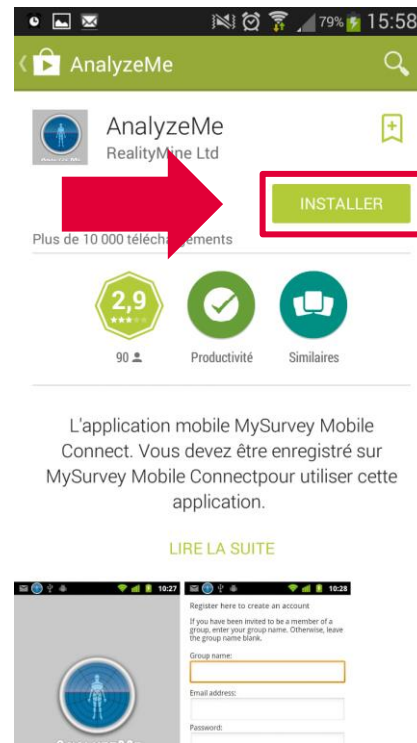 79% 15:58
AnalyzeMe
AnalyzeMe
RealityMine Ltd
INSTALLER
Plus de 10 000 téléchargements
2,9
90
Productivité
Similaires
L'application mobile MySurvey Mobile
Connect. Vous devez être enregistré sur
MySurvey Mobile Connectpour utiliser cette
application.
LIRE LA SUITE
10:27
10:28
Register here to create an account
If you have been invited to be a member of a
group, enter your group name. Otherwise, leave
the group name blank.
Group name:
Email address:
Password: